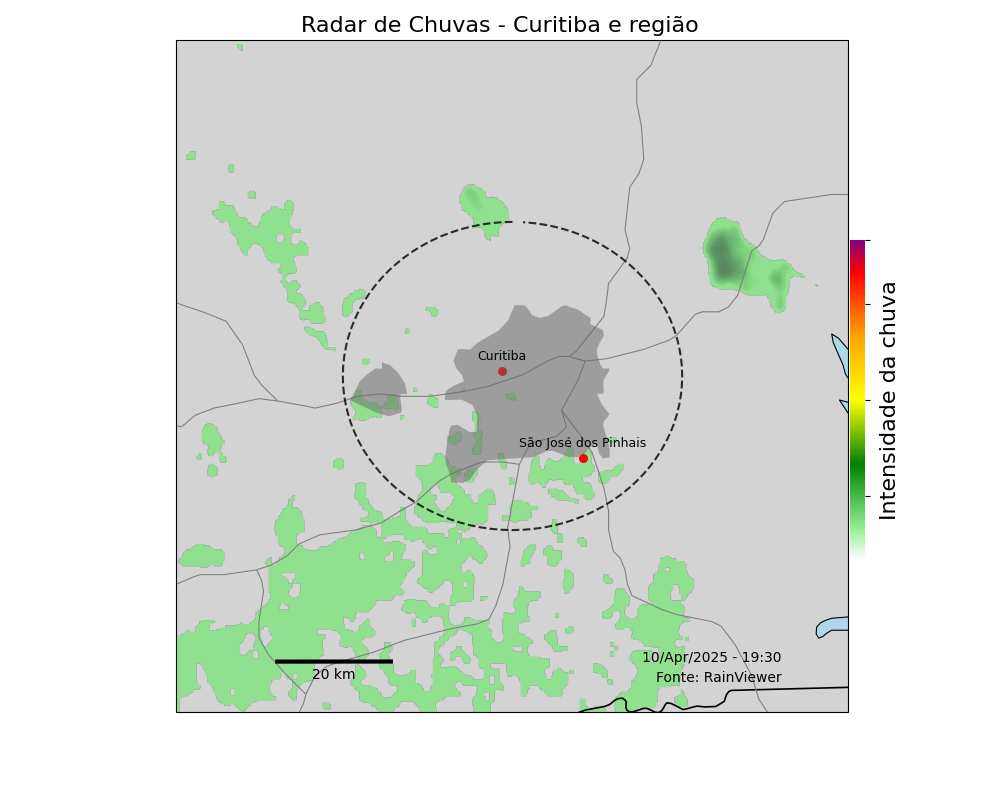 Radar de Chuvas - Curitiba e região
Curitiba
São José dos Pinhais
Intensidade da chuva
10/Apr/2025 - 19:30
Fonte: RainViewer
20 km